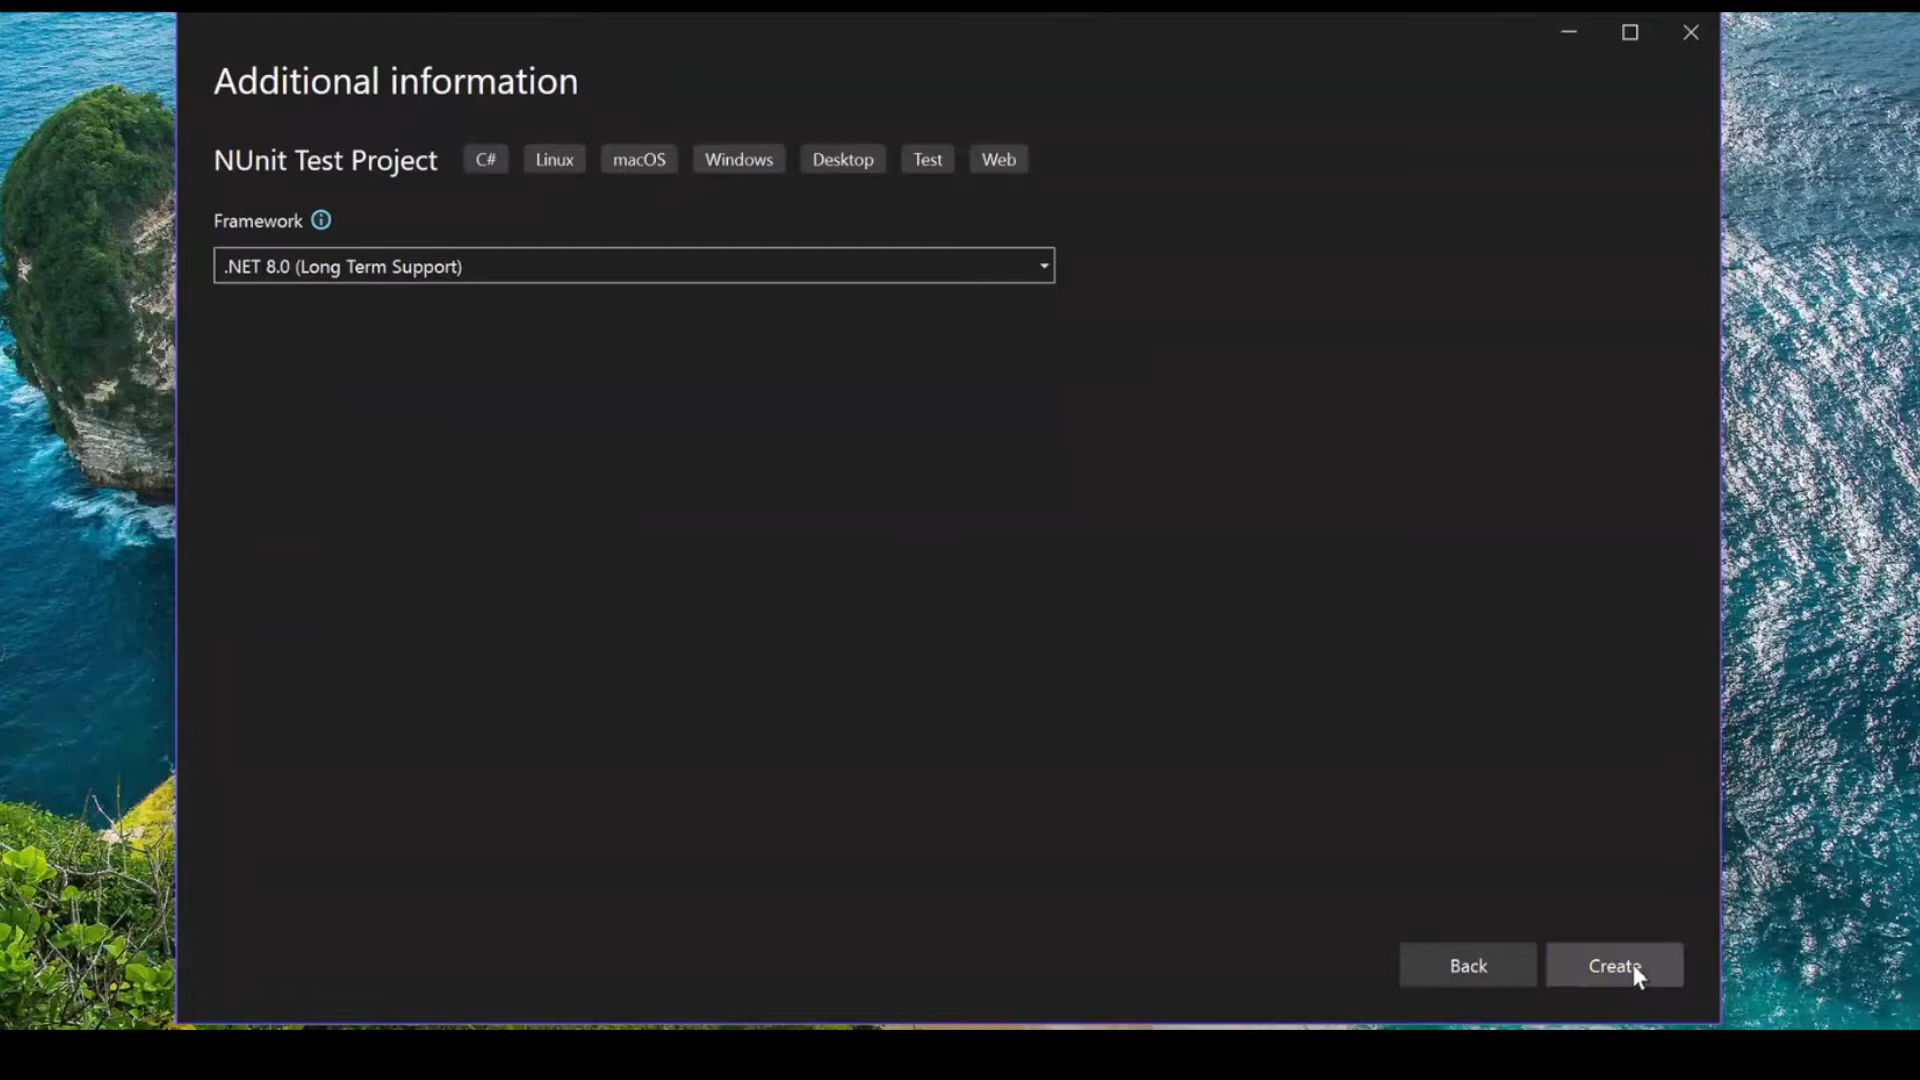 Additional information
NUnit Test Project C# Linux macOS Windows Desktop Test Web
Framework
.NET 8.0 (Long Term Support)
Back Create